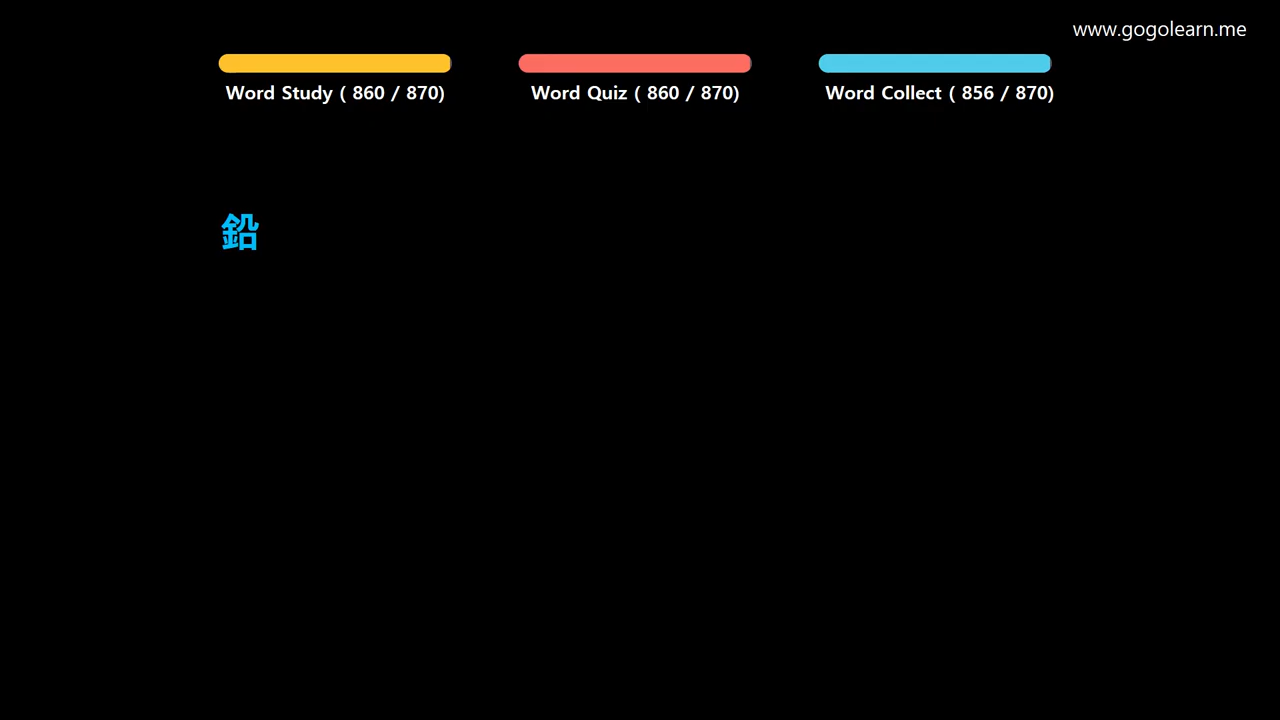 www.gogolearn.me
Word Study ( 860 / 870)
Word Quiz ( 860 / 870)
Word Collect ( 856 / 870)
鉛